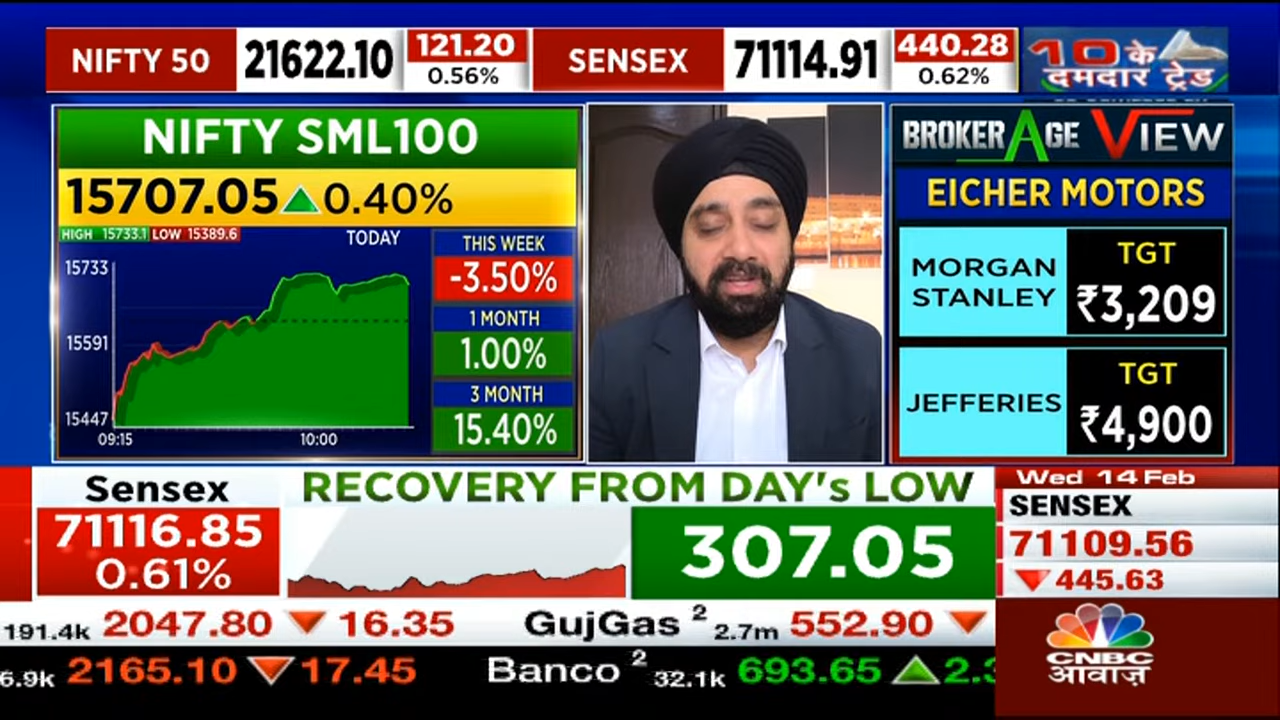 NIFTY 50
21622.10
121.20
0.56%
SENSEX
71114.91
440.28
0.62%
10 के
दमदार ट्रेड
NIFTY SML100
15707.05 ▲ 0.40%
HIGH 15733.1 LOW 15389.6
TODAY
15733
15591
15447
09:15 10:00
THIS WEEK
-3.50%
1 MONTH
1.00%
3 MONTH
15.40%
BROKERAGE VIEW
EICHER MOTORS
MORGAN
STANLEY
TGT
₹3,209
JEFFERIES
TGT
₹4,900
Sensex
71116.85
0.61%
RECOVERY FROM DAY's LOW
307.05
Wed 14 Feb
SENSEX
71109.56
▼ 445.63
191.4k 2047.80 ▼ 16.35 GujGas 2 2.7m 552.90 ▼
6.9k 2165.10 ▼ 17.45 Banco 2 32.1k 693.65 ▲
CNBC
आवाज़